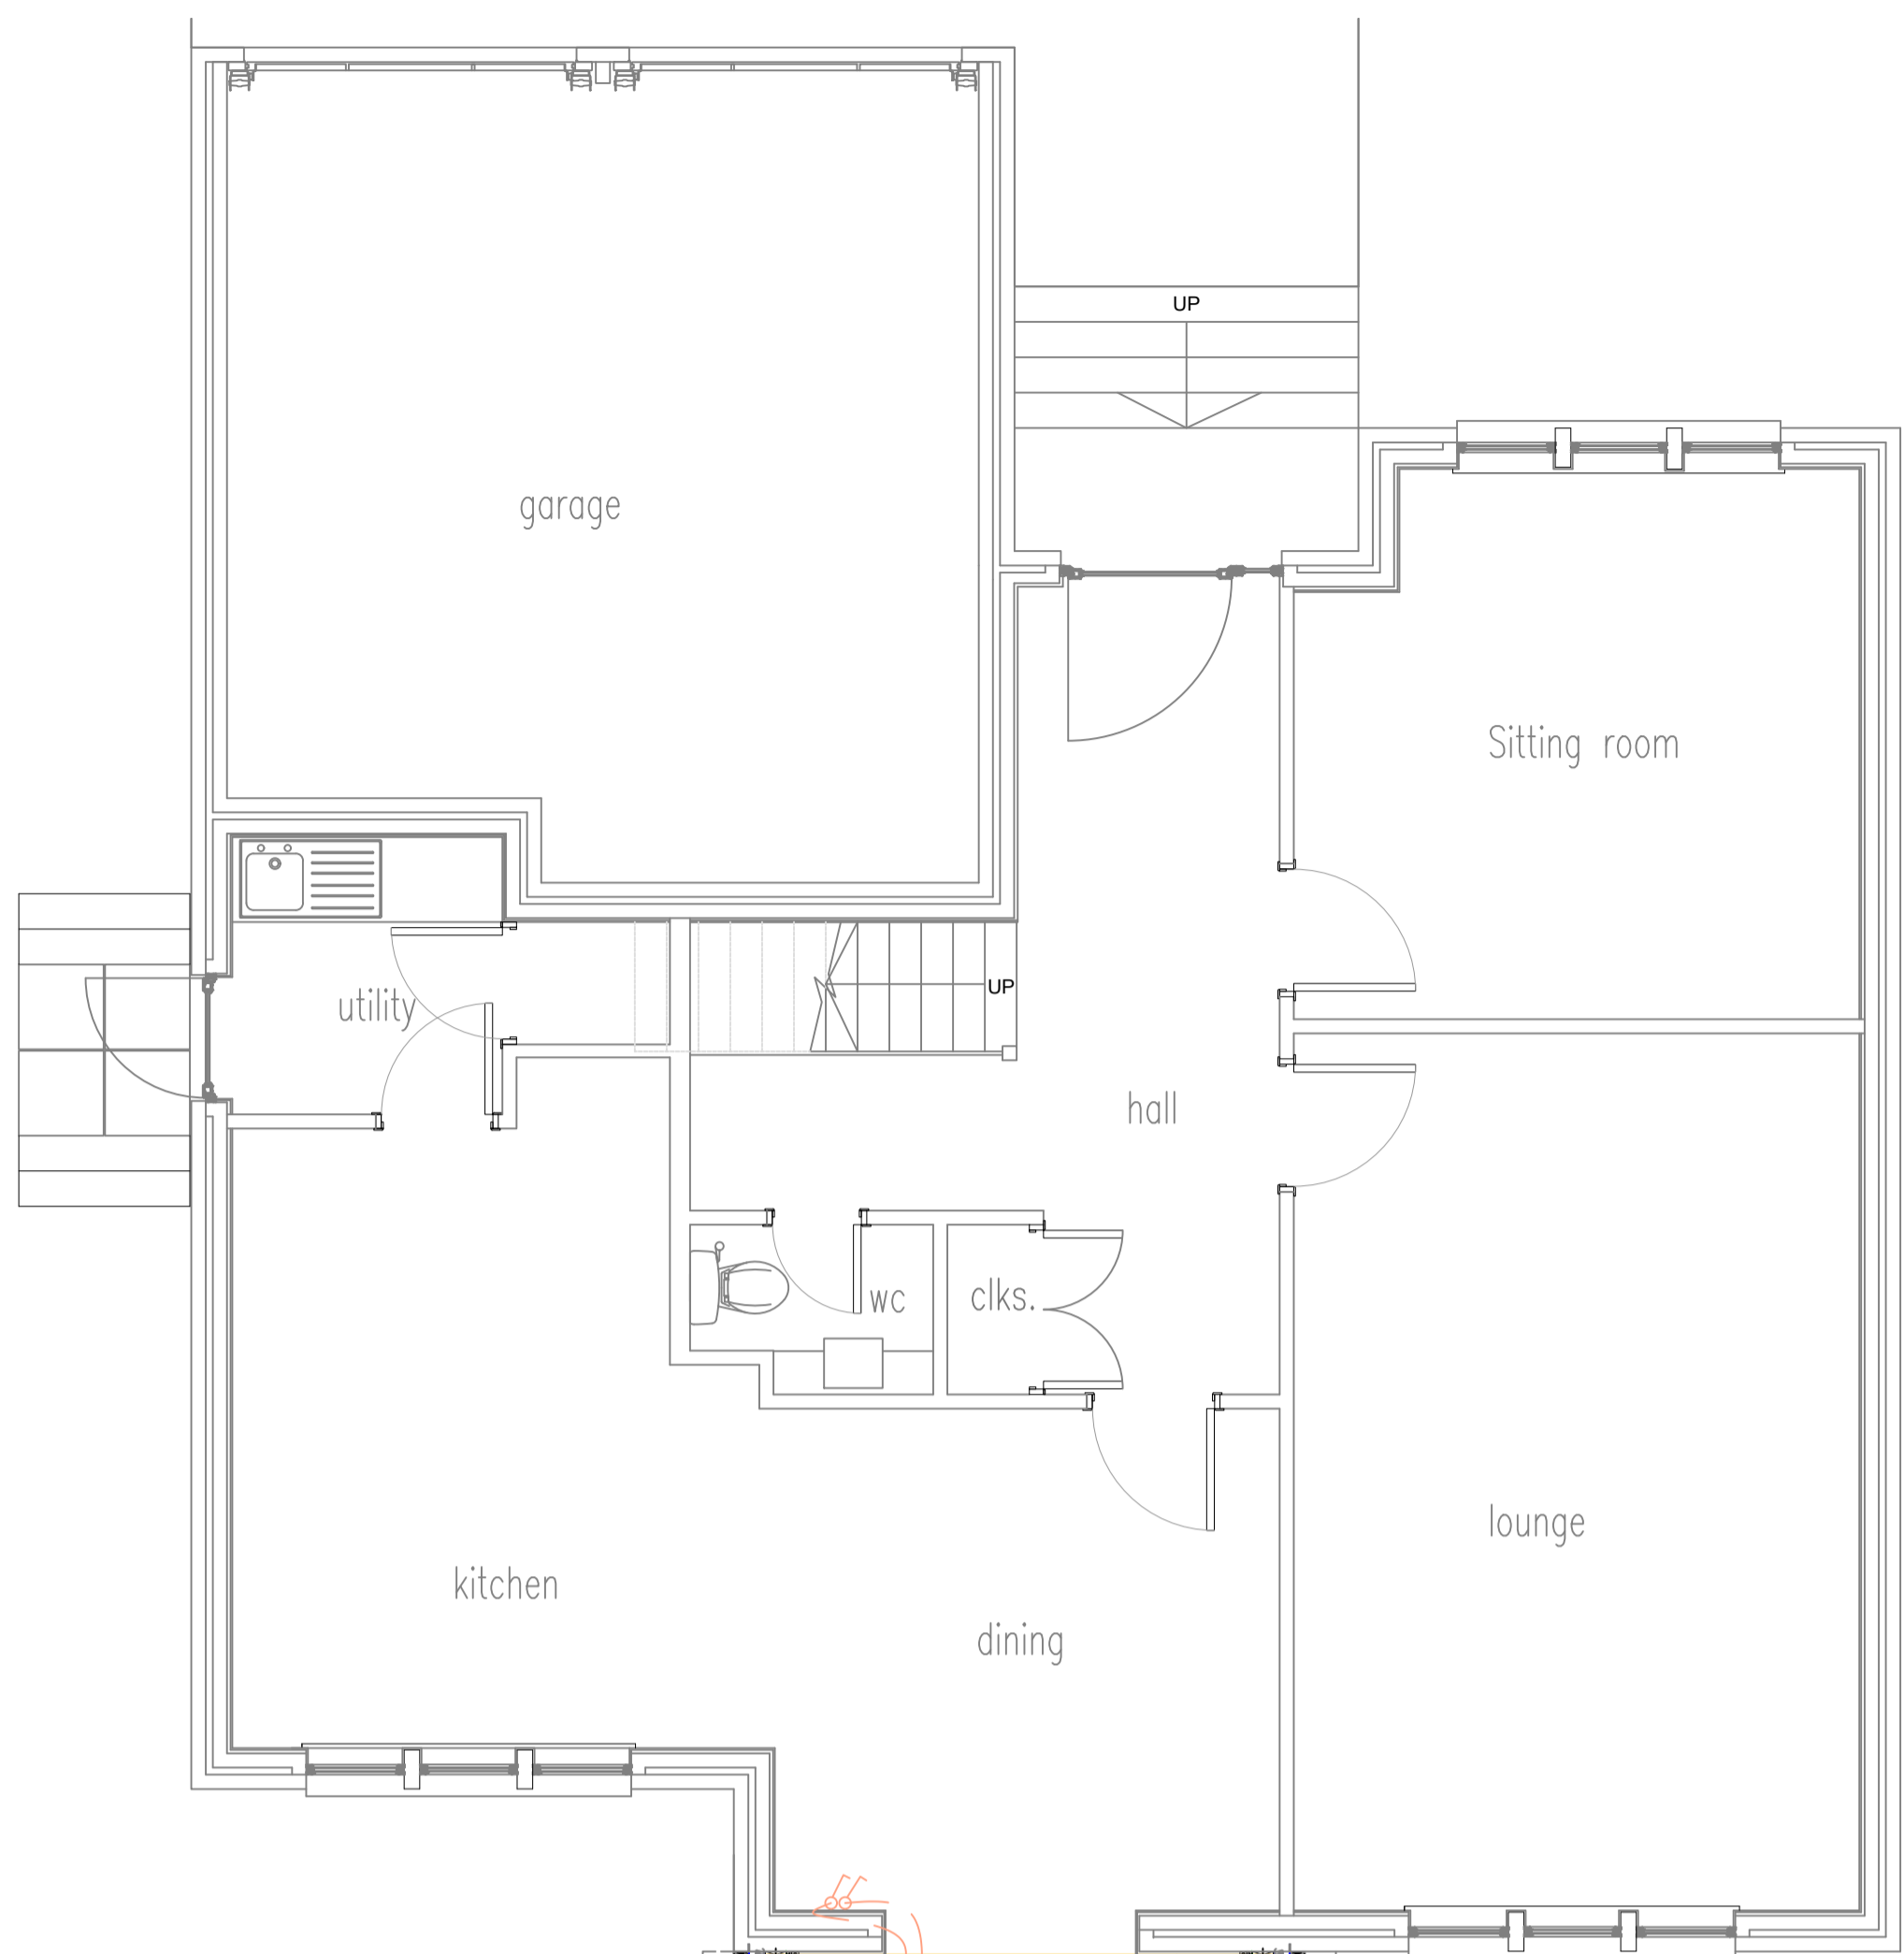 UP
garage
Sitting room
UP
utility
hall
wc
clks.
lounge
kitchen
dining